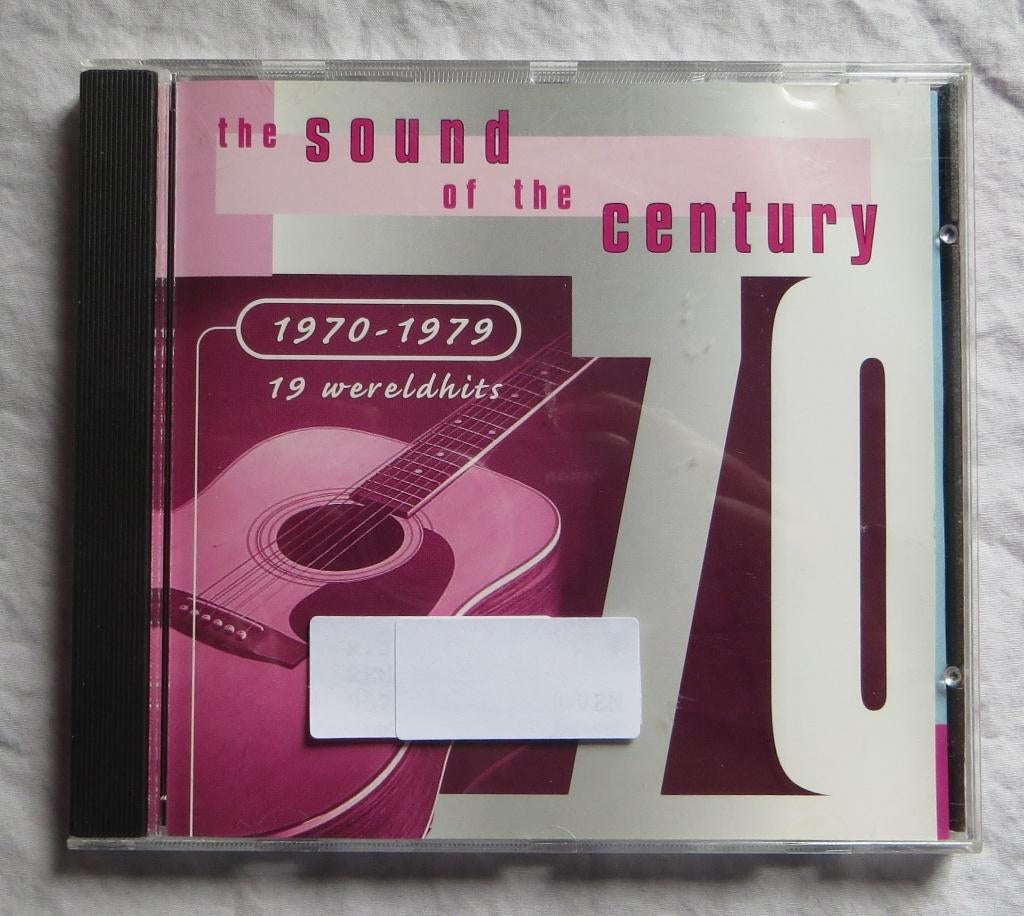 the sound
of the
century
1970-1979
19 wereldhits
70